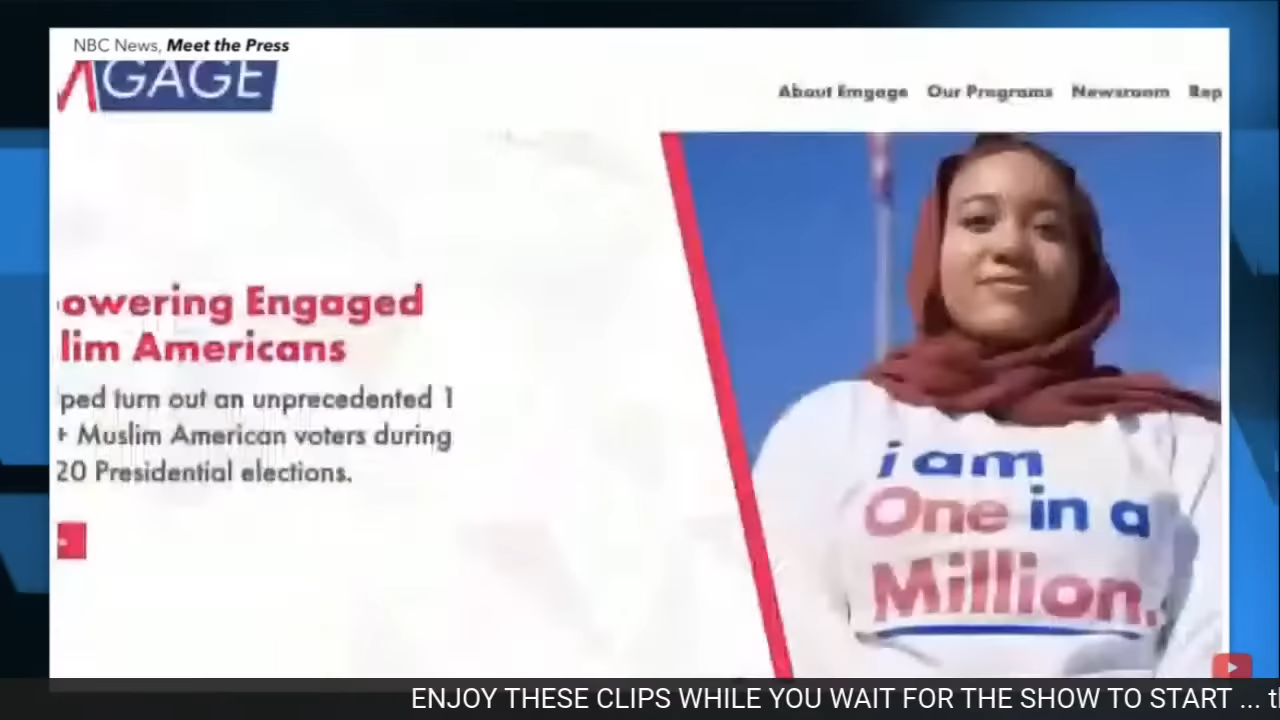 NBC News, Meet the Press
GAGE
About Emgage Our Programs Newsroom Rep
owering Engaged
lim Americans
ped turn out an unprecedented 1
+ Muslim American voters during
20 Presidential elections.
i am
One in a
Million.
ENJOY THESE CLIPS WHILE YOU WAIT FOR THE SHOW TO START ... t